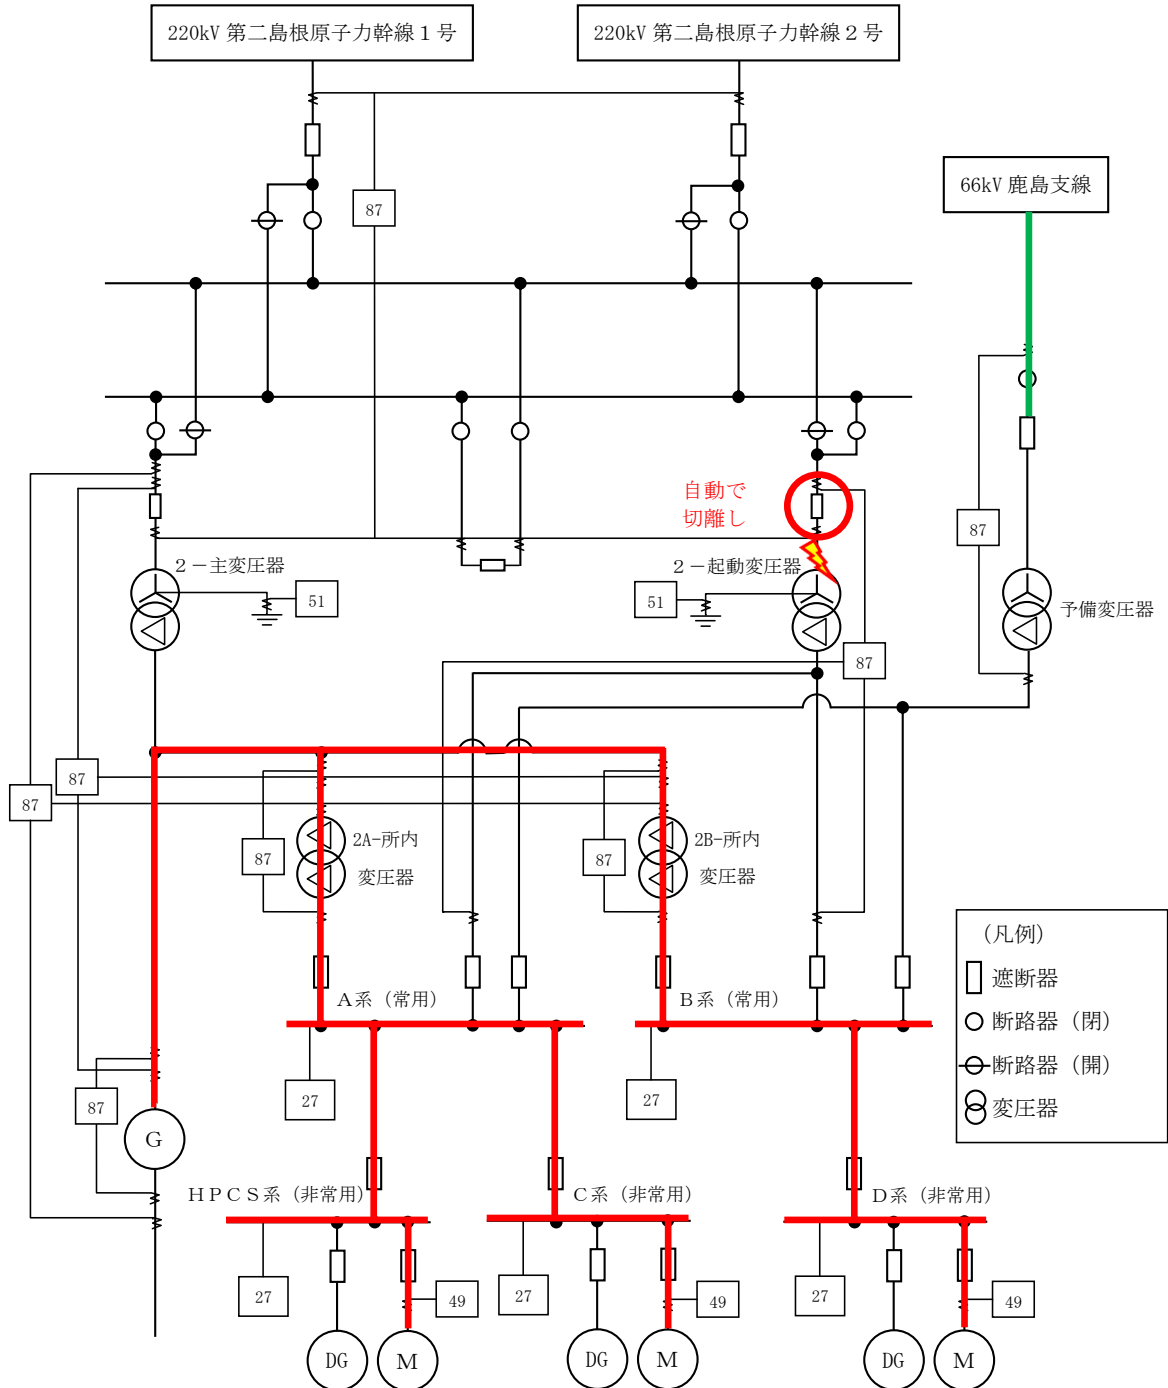 220kV 第二島根原子力幹線１号
220kV 第二島根原子力幹線２号
66kV 鹿島支線
87
自動で
切離し
87
２－主変圧器
２－起動変圧器
51
51
予備変圧器
87
87
87
2A-所内
変圧器
87
2B-所内
変圧器
87
（凡例）
遮断器
断路器（閉）
断路器（開）
変圧器
Ａ系（常用）
Ｂ系（常用）
27
27
87
G
ＨＰＣＳ系（非常用）
Ｃ系（非常用）
Ｄ系（非常用）
27
49
27
49
27
49
DG
M
DG
M
DG
M